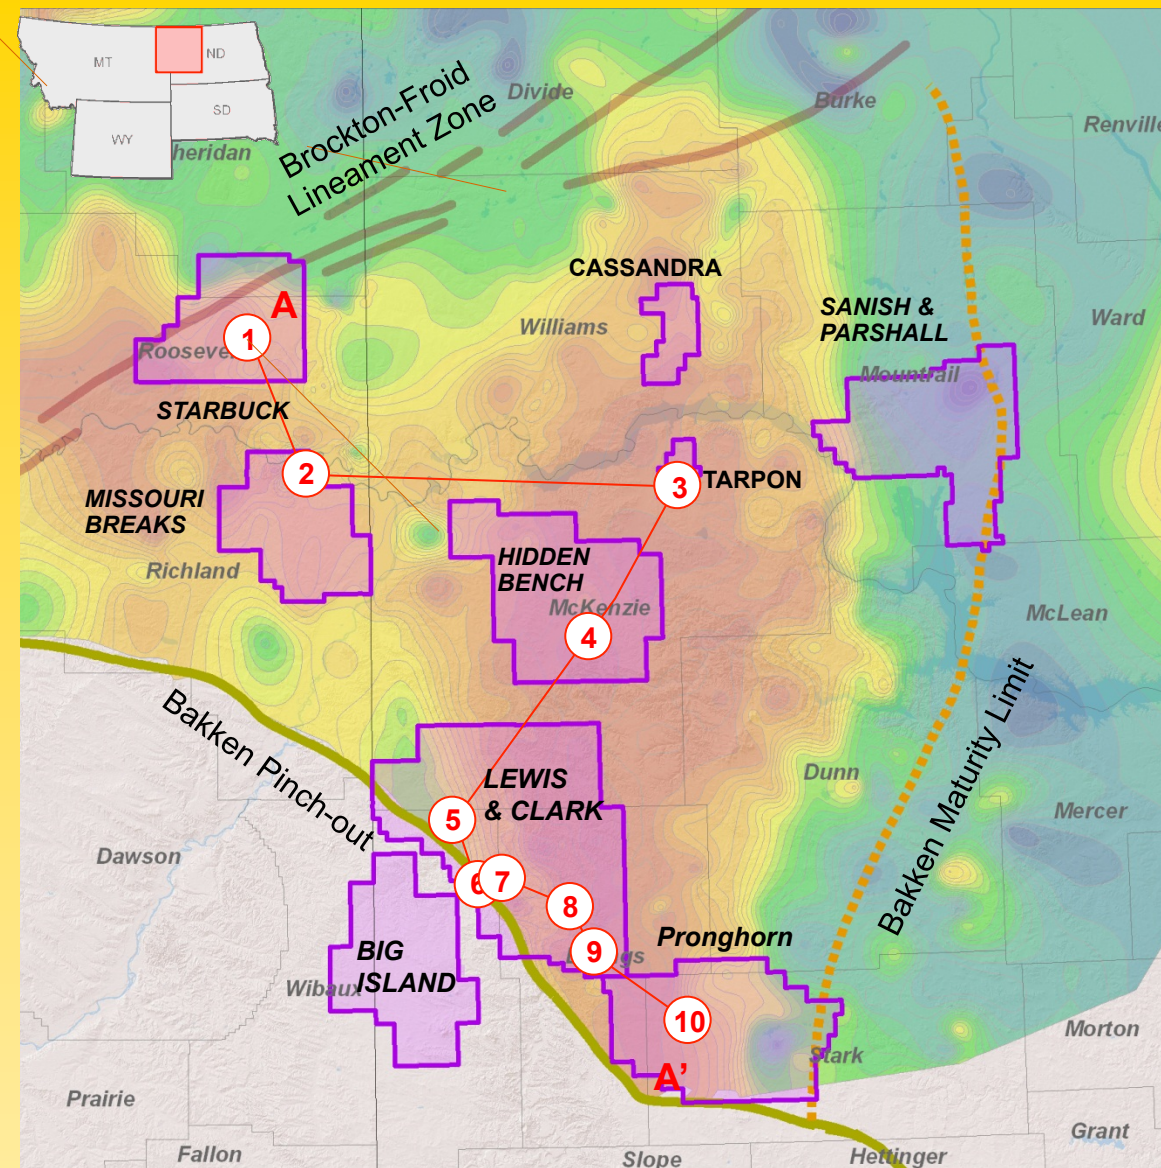 MT
ND
SD
WY
heridan
Divide
Burke
Renville
Brockton-Froid
Lineament Zone
A
1
Roosevel
STARBUCK
CASSANDRA
Williams
SANISH &
PARSHALL
Mountrail
Ward
2
MISSOURI
BREAKS
Richland
3
TARPON
HIDDEN
BENCH
McKenzie
4
McLean
Bakken Pinch-out
LEWIS
& CLARK
5
Dunn
Bakken Maturity Limit
Mercer
Dawson
6
7
8
9
gs
Pronghorn
BIG
ISLAND
Wibaux
10
A’
Stark
Morton
Prairie
Grant
Fallon
Slope
Hettinger